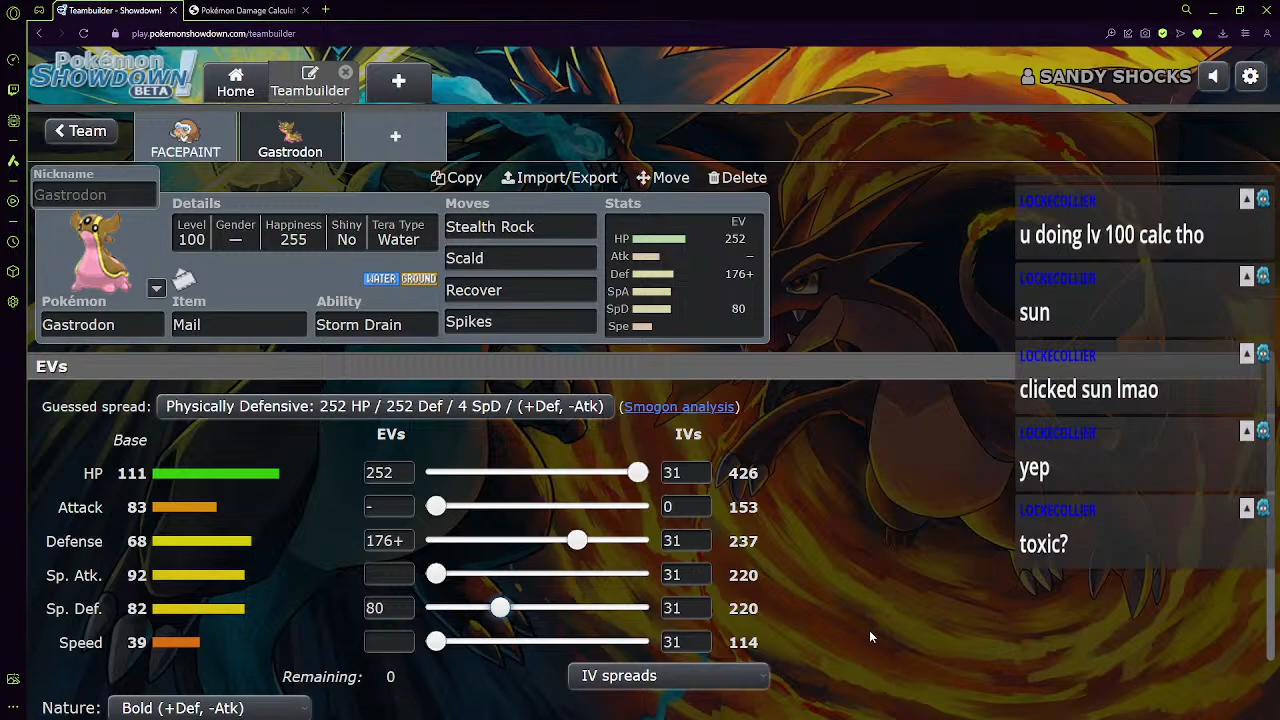 Teambuilder - Showdown!
Pokémon Damage Calculat
play.pokemonshowdown.com/teambuilder
Pokémon
SHOWDOWN!
BETA
Home
Teambuilder
SANDY SHOCKS
Team
FACEPAINT
Gastrodon
Nickname
Gastrodon
Copy
Import/Export
Move
Delete
Details
Level
100
Gender
—
Happiness
255
Shiny
No
Tera Type
Water
WATER GROUND
Pokémon
Gastrodon
Item
Mail
Ability
Storm Drain
Moves
Stealth Rock
Scald
Recover
Spikes
Stats
EV
HP 252
Atk –
Def 176+
SpA
SpD 80
Spe
EVs
Guessed spread: Physically Defensive: 252 HP / 252 Def / 4 SpD / (+Def, -Atk) (Smogon analysis)
Base EVs IVs
HP 111 252 31 426
Attack 83 - 0 153
Defense 68 176+ 31 237
Sp. Atk. 92 31 220
Sp. Def. 82 80 31 220
Speed 39 31 114
Remaining: 0
IV spreads
Nature: Bold (+Def, -Atk)
LOCKECOLLIER
u doing lv 100 calc tho
LOCKECOLLIER
sun
LOCKECOLLIER
clicked sun lmao
LOCKECOLLIER
yep
LOCKECOLLIER
toxic?